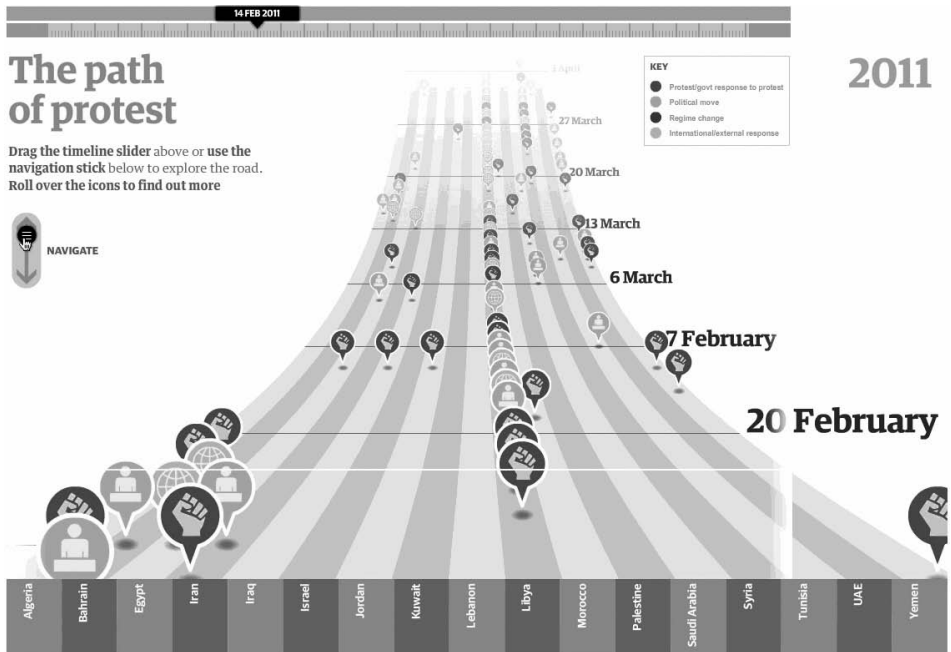 14 FEB 2011
The path
of protest
2011
Drag the timeline slider above or use the
navigation stick below to explore the road.
Roll over the icons to find out more
NAVIGATE
KEY
Protest/govt response to protest
Political move
Regime change
International/external response
3 April
27 March
20 March
13 March
6 March
7 February
20 February
Algeria
Bahrain
Egypt
Iran
Iraq
Israel
Jordan
Kuwait
Lebanon
Libya
Morocco
Palestine
Saudi Arabia
Syria
Tunisia
UAE
Yemen